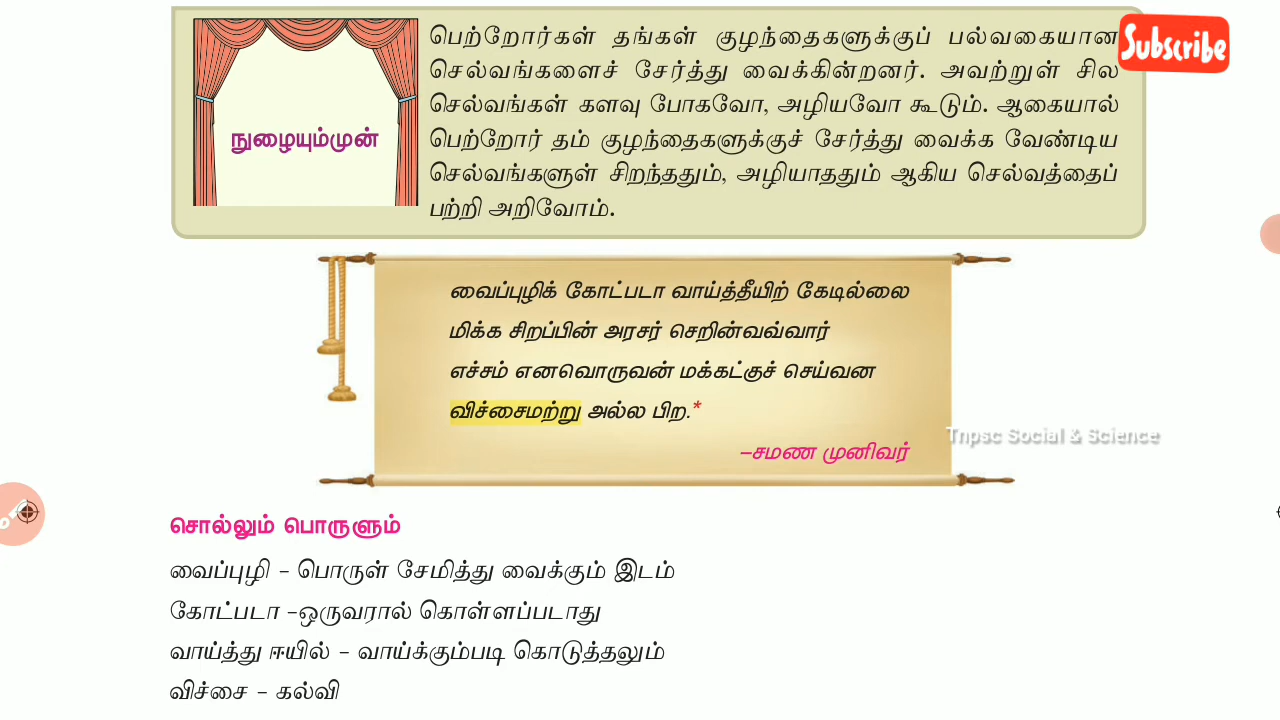 Subscribe
நுழையும்முன்
பெற்றோர்கள் தங்கள் குழந்தைகளுக்குப் பல்வகையான
செல்வங்களைச் சேர்த்து வைக்கின்றனர். அவற்றுள் சில
செல்வங்கள் களவு போகவோ, அழியவோ கூடும். ஆகையால்
பெற்றோர் தம் குழந்தைகளுக்குச் சேர்த்து வைக்க வேண்டிய
செல்வங்களுள் சிறந்ததும், அழியாததும் ஆகிய செல்வத்தைப்
பற்றி அறிவோம்.
வைப்புழிக் கோட்படா வாய்த்தீயிற் கேடில்லை
மிக்க சிறப்பின் அரசர் செறின்வவ்வார்
எச்சம் எனவொருவன் மக்கட்குச் செய்வன
விச்சைமற்று அல்ல பிற.*
–சமண முனிவர்
Tnpsc Social & Science
சொல்லும் பொருளும்
வைப்புழி – பொருள் சேமித்து வைக்கும் இடம்
கோட்படா –ஒருவரால் கொள்ளப்படாது
வாய்த்து ஈயில் – வாய்க்கும்படி கொடுத்தலும்
விச்சை – கல்வி